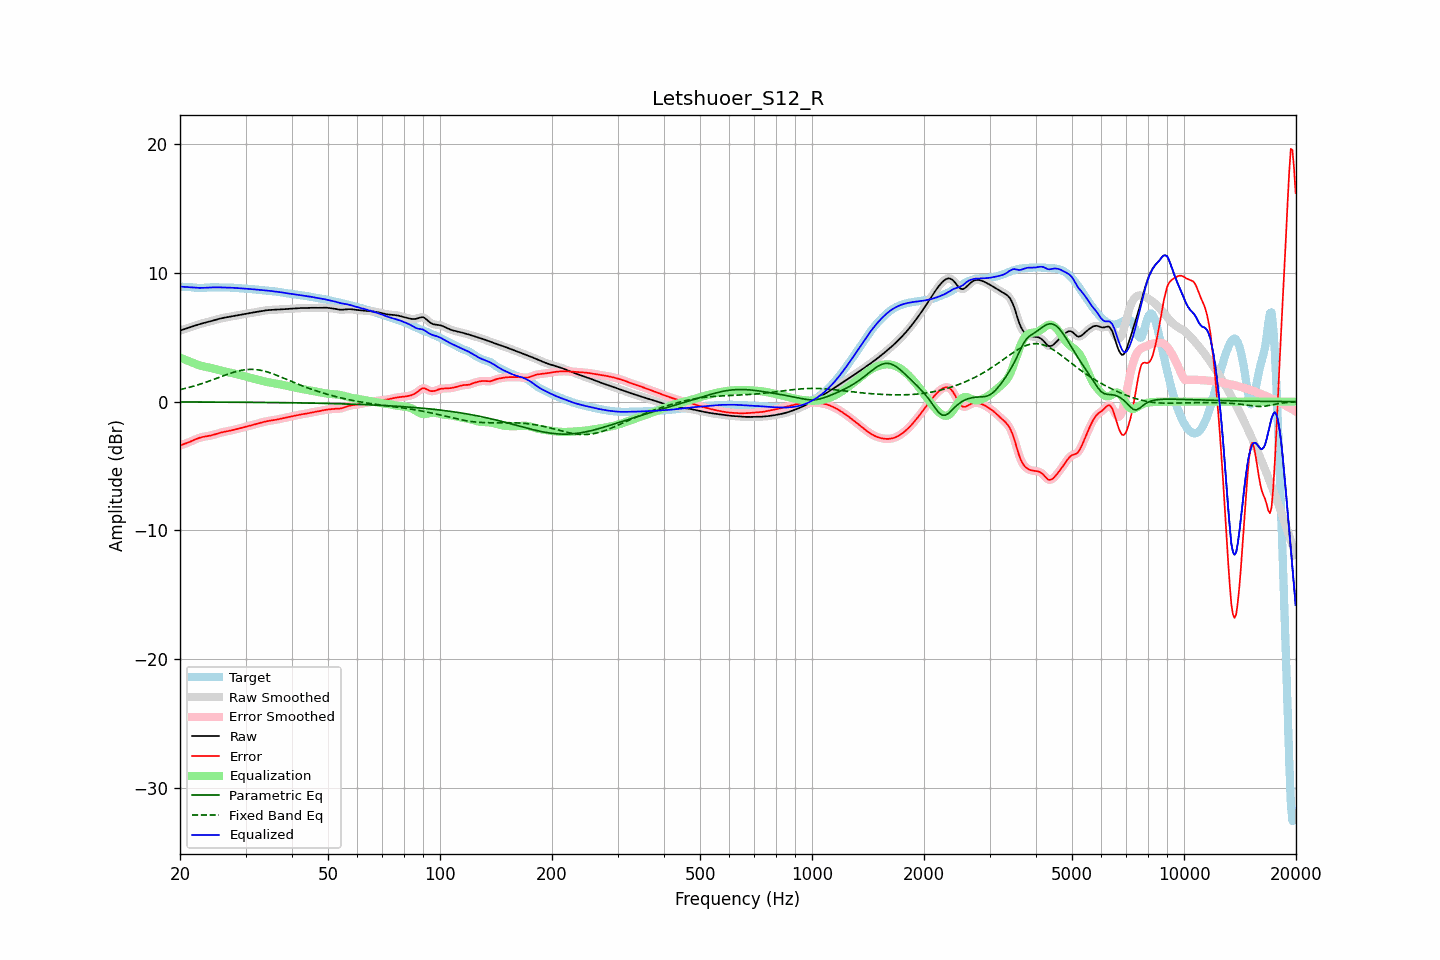 Letshuoer_S12_R
Amplitude (dBr)
20
10
0
−10
−20
−30
Target
Raw Smoothed
Error Smoothed
Raw
Error
Equalization
Parametric Eq
Fixed Band Eq
Equalized
20 50 100 200 500 1000 2000 5000 10000 20000
Frequency (Hz)